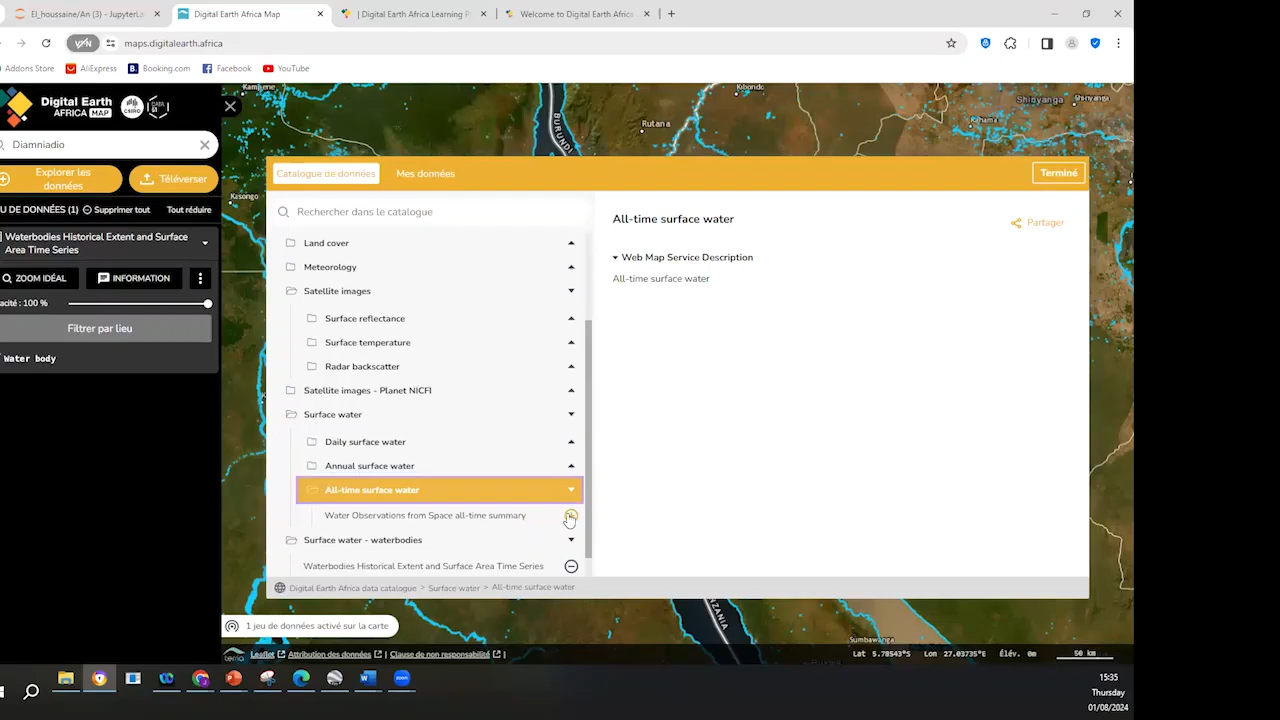 El_houssaine/An (3) - JupyterLa
Digital Earth Africa Map
| Digital Earth Africa Learning P
Welcome to Digital Earth Africa
maps.digitalearth.africa
Addons Store
AliExpress
Booking.com
Facebook
YouTube
Digital Earth
AFRICA MAP
CSIRO
DATA 61
Diamniadio
Explorer les
données
Téléverser
U DE DONNÉES (1)
Supprimer tout
Tout réduire
Waterbodies Historical Extent and Surface
Area Time Series
ZOOM IDÉAL
INFORMATION
acité : 100 %
Filtrer par lieu
Water body
Rutana
BURUNDI
Shinyanga
Shinyanga
Kasongo
Catalogue de données
Mes données
Terminé
Rechercher dans le catalogue
Land cover
Meteorology
Satellite images
Surface reflectance
Surface temperature
Radar backscatter
Satellite images - Planet NICFI
Surface water
Daily surface water
Annual surface water
All-time surface water
Water Observations from Space all-time summary
Surface water - waterbodies
Waterbodies Historical Extent and Surface Area Time Series
All-time surface water
Partager
Web Map Service Description
All-time surface water
Digital Earth Africa data catalogue > Surface water > All-time surface water
1 jeu de données activé sur la carte
TANZANIA
Sumbawanga
terria
Leaflet
Attribution des données
| Clause de non responsabilité
|
Lat 5.78543°S Lon 27.03735°E Élév. 0m
50 km
15:35
Thursday
01/08/2024